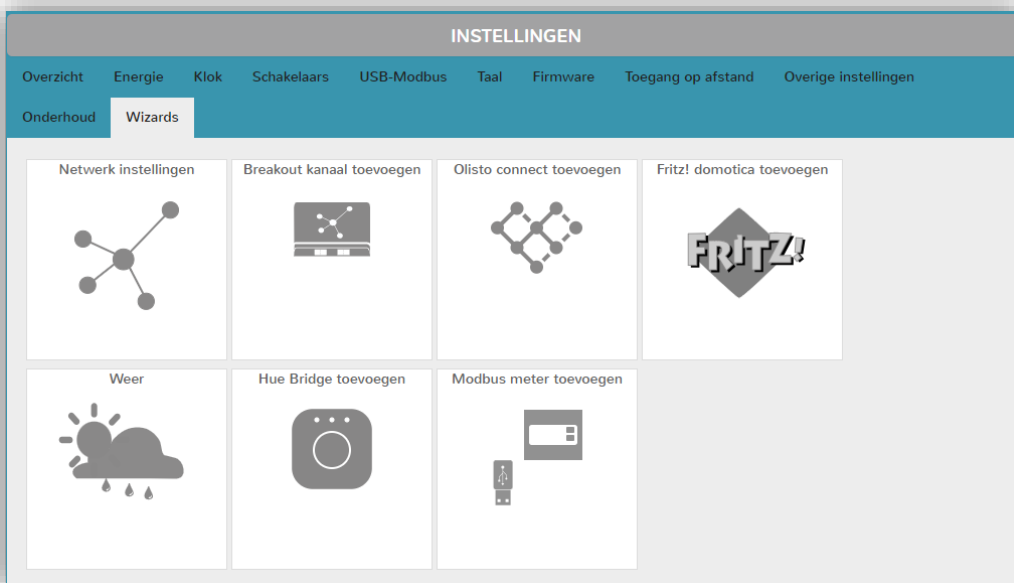 INSTELLINGEN
Overzicht Energie Klok Schakelaars USB-Modbus Taal Firmware Toegang op afstand Overige instellingen
Onderhoud Wizards
Netwerk instellingen Breakout kanaal toevoegen Olisto connect toevoegen Fritz! domotica toevoegen
FRITZ!
Weer Hue Bridge toevoegen Modbus meter toevoegen